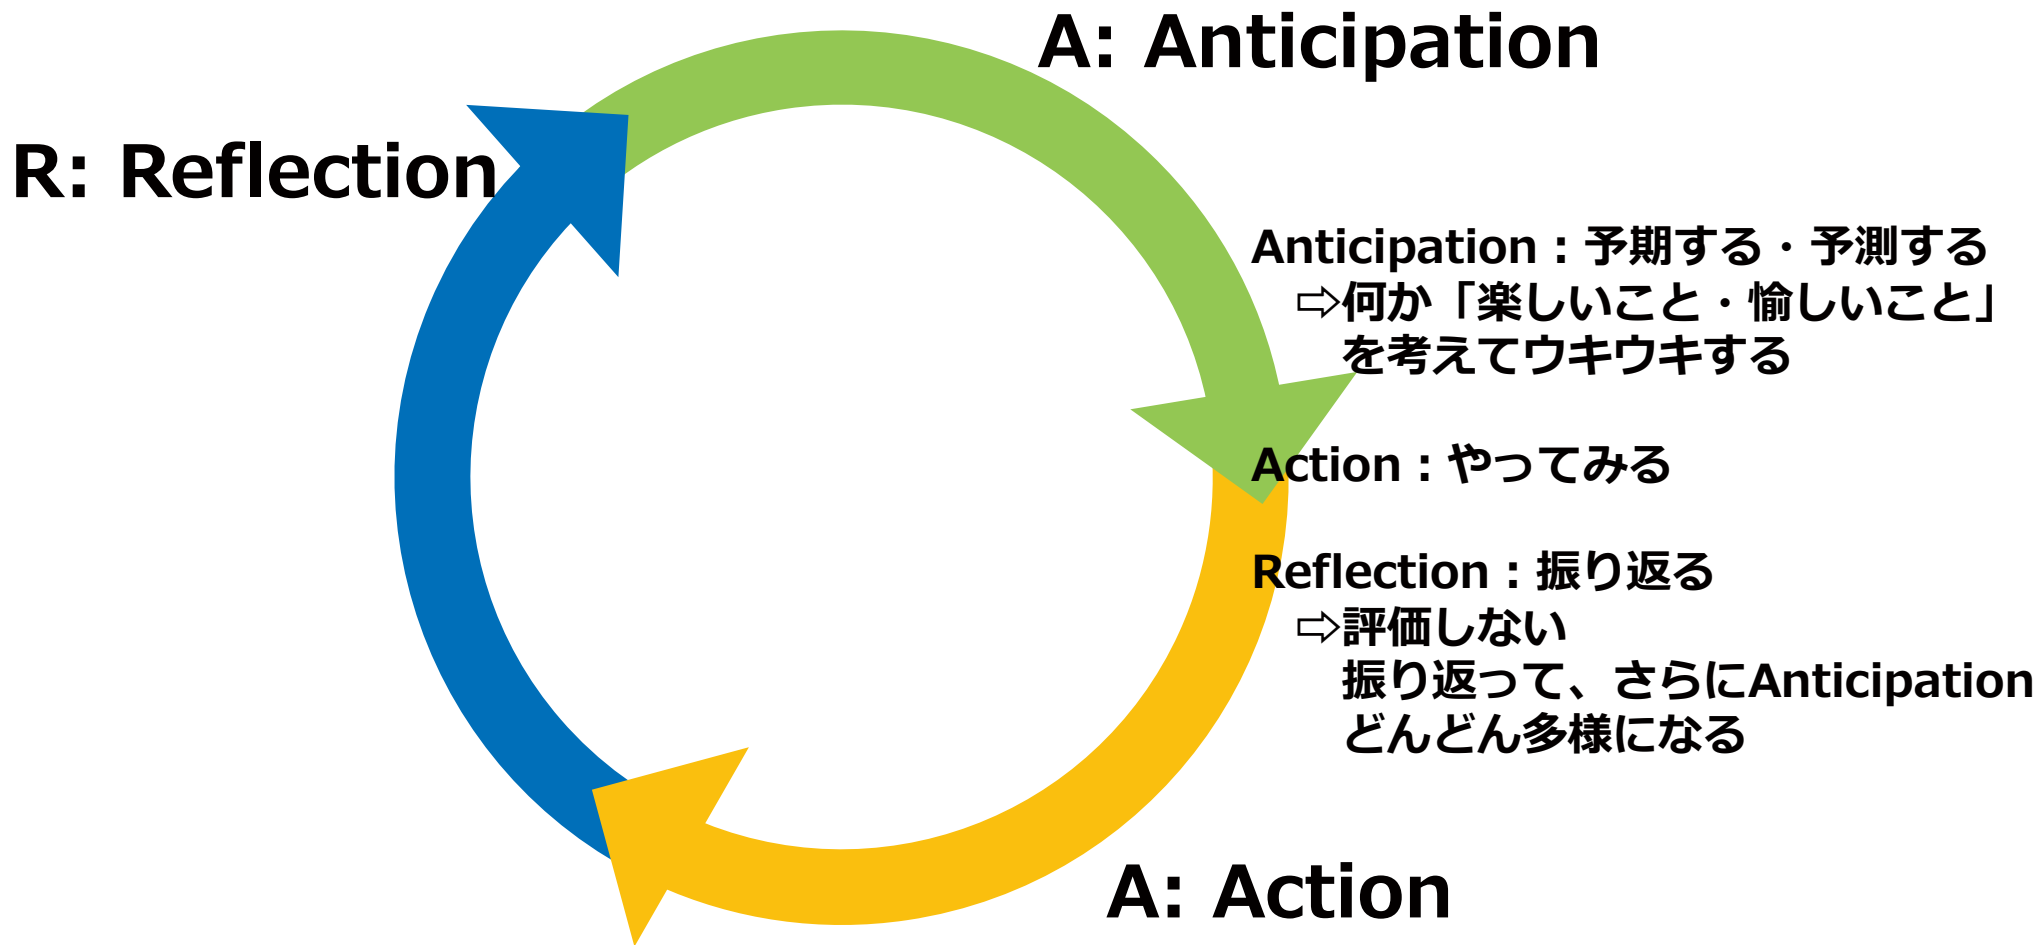 A: Anticipation
R: Reflection
Anticipation：予期する・予測する
⇨何か「楽しいこと・愉しいこと」
を考えてウキウキする
Action：やってみる
Reflection：振り返る
⇨評価しない
振り返って、さらにAnticipation
どんどん多様になる
A: Action